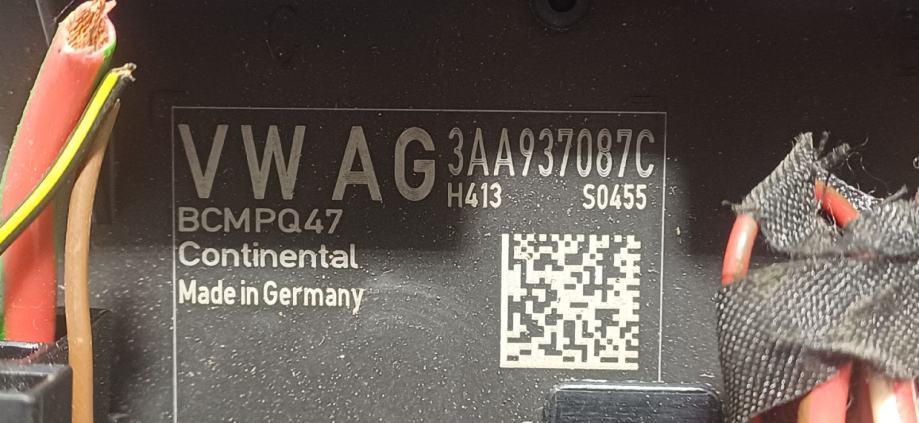 VW AG 3AA937087C
H413 S0455
BCMPQ47
Continental
Made in Germany